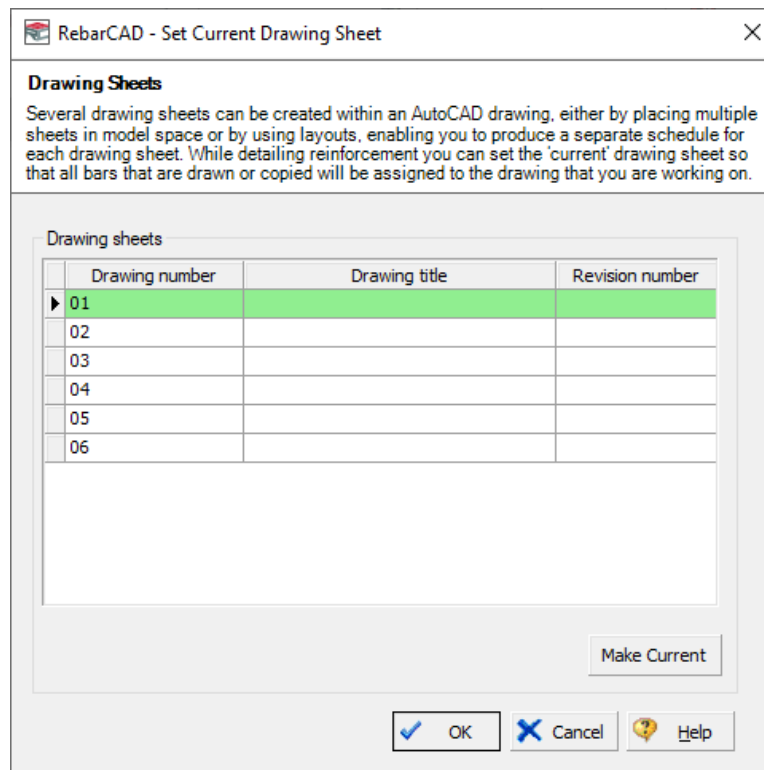 RebarCAD - Set Current Drawing Sheet
Drawing Sheets
Several drawing sheets can be created within an AutoCAD drawing, either by placing multiple
sheets in model space or by using layouts, enabling you to produce a separate schedule for
each drawing sheet. While detailing reinforcement you can set the 'current' drawing sheet so
that all bars that are drawn or copied will be assigned to the drawing that you are working on.
Drawing sheets
Drawing number Drawing title Revision number
01
02
03
04
05
06
Make Current
OK Cancel Help